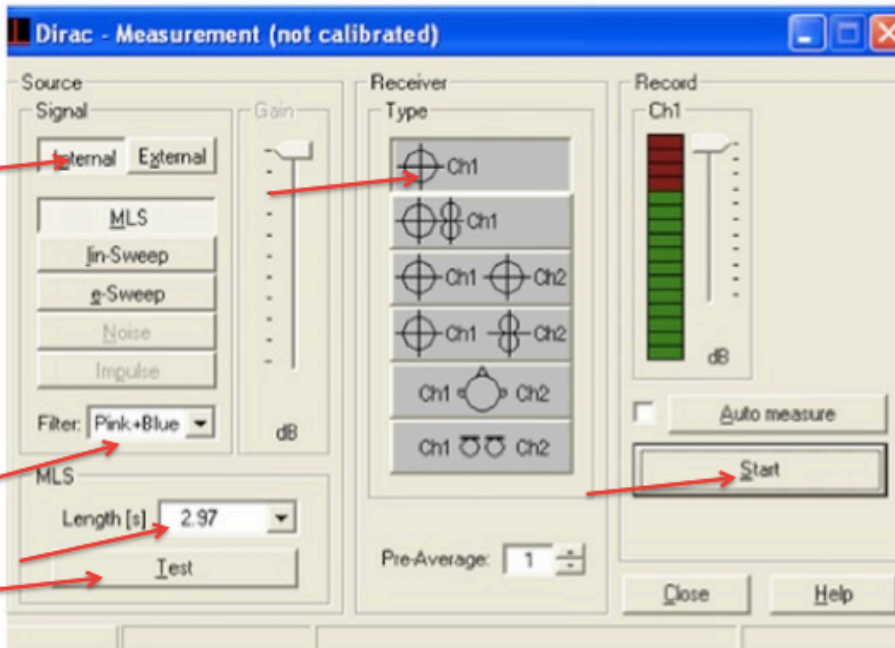 Dirac - Measurement (not calibrated)
Source
Signal
Internal External
MLS
lin-Sweep
e-Sweep
Noise
Impulse
Filter: Pink+Blue
Gain
dB
MLS
Length [s] 2.97
Test
Receiver
Type
Ch1
Ch1
Ch1 Ch2
Ch1 Ch2
Ch1 Ch2
Ch1 Ch2
Pre-Average: 1
Record
Ch1
dB
Auto measure
Start
Close Help